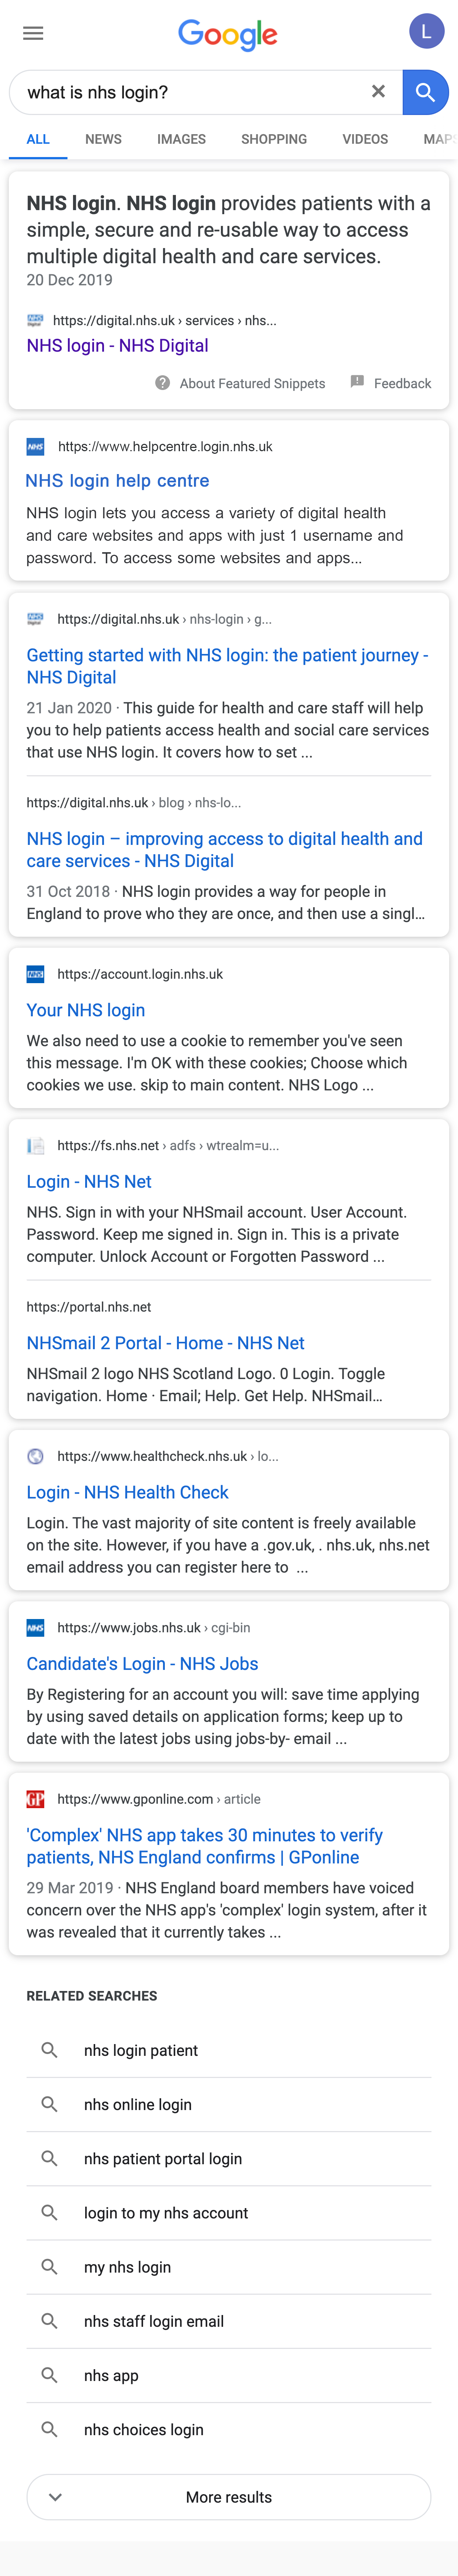 Google
L
what is nhs login?
ALL NEWS IMAGES SHOPPING VIDEOS MAPS
NHS login. NHS login provides patients with a
simple, secure and re-usable way to access
multiple digital health and care services.
20 Dec 2019
NHS Digital https://digital.nhs.uk › services › nhs...
NHS login - NHS Digital
About Featured Snippets Feedback
NHS https://www.helpcentre.login.nhs.uk
NHS login help centre
NHS login lets you access a variety of digital health
and care websites and apps with just 1 username and
password. To access some websites and apps...
NHS Digital https://digital.nhs.uk › nhs-login › g...
Getting started with NHS login: the patient journey -
NHS Digital
21 Jan 2020 · This guide for health and care staff will help
you to help patients access health and social care services
that use NHS login. It covers how to set ...
https://digital.nhs.uk › blog › nhs-lo...
NHS login – improving access to digital health and
care services - NHS Digital
31 Oct 2018 · NHS login provides a way for people in
England to prove who they are once, and then use a singl...
NHS https://account.login.nhs.uk
Your NHS login
We also need to use a cookie to remember you've seen
this message. I'm OK with these cookies; Choose which
cookies we use. skip to main content. NHS Logo ...
https://fs.nhs.net › adfs › wtrealm=u...
Login - NHS Net
NHS. Sign in with your NHSmail account. User Account.
Password. Keep me signed in. Sign in. This is a private
computer. Unlock Account or Forgotten Password ...
https://portal.nhs.net
NHSmail 2 Portal - Home - NHS Net
NHSmail 2 logo NHS Scotland Logo. 0 Login. Toggle
navigation. Home · Email; Help. Get Help. NHSmail...
https://www.healthcheck.nhs.uk › lo...
Login - NHS Health Check
Login. The vast majority of site content is freely available
on the site. However, if you have a .gov.uk, . nhs.uk, nhs.net
email address you can register here to ...
NHS https://www.jobs.nhs.uk › cgi-bin
Candidate's Login - NHS Jobs
By Registering for an account you will: save time applying
by using saved details on application forms; keep up to
date with the latest jobs using jobs-by- email ...
GP https://www.gponline.com › article
'Complex' NHS app takes 30 minutes to verify
patients, NHS England confirms | GPonline
29 Mar 2019 · NHS England board members have voiced
concern over the NHS app's 'complex' login system, after it
was revealed that it currently takes ...
RELATED SEARCHES
nhs login patient
nhs online login
nhs patient portal login
login to my nhs account
my nhs login
nhs staff login email
nhs app
nhs choices login
More results